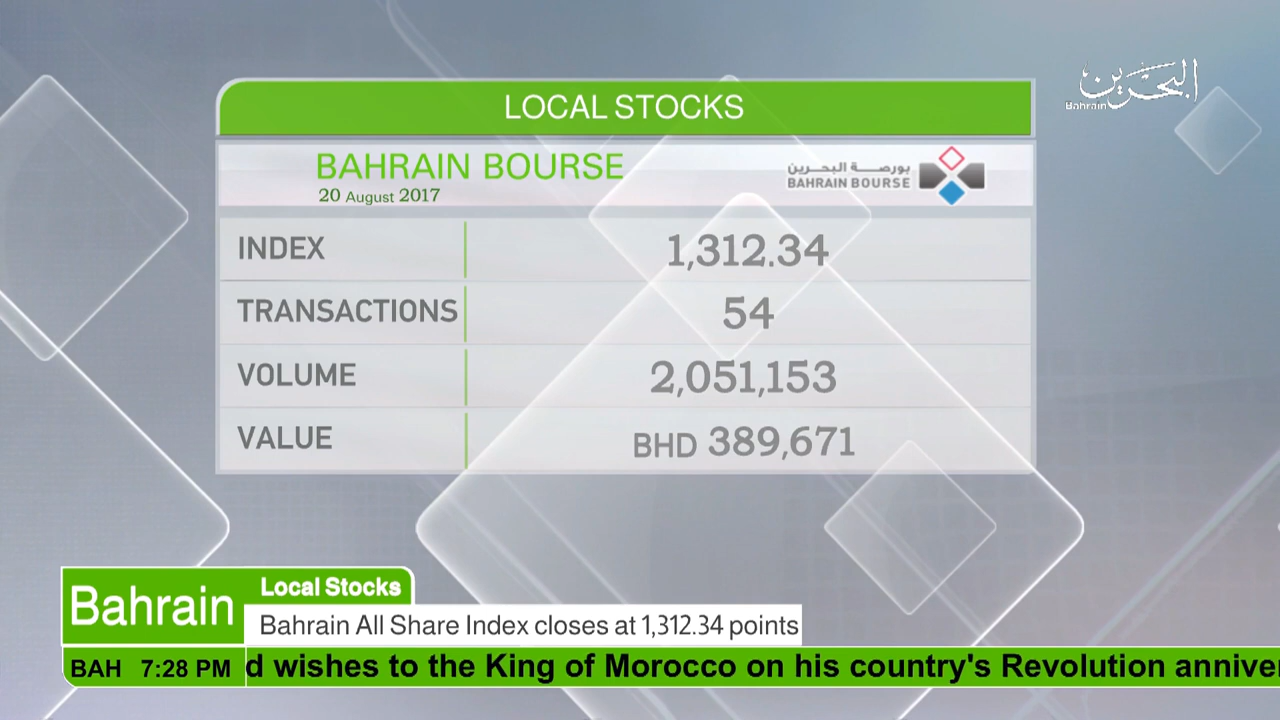 LOCAL STOCKS
البحرين
Bahrain
BAHRAIN BOURSE
20 August 2017
بورصة البحرين
BAHRAIN BOURSE
INDEX 1,312.34
TRANSACTIONS 54
VOLUME 2,051,153
VALUE BHD 389,671
Bahrain
Local Stocks
Bahrain All Share Index closes at 1,312.34 points
BAH 7:28 PM d wishes to the King of Morocco on his country's Revolution anniver